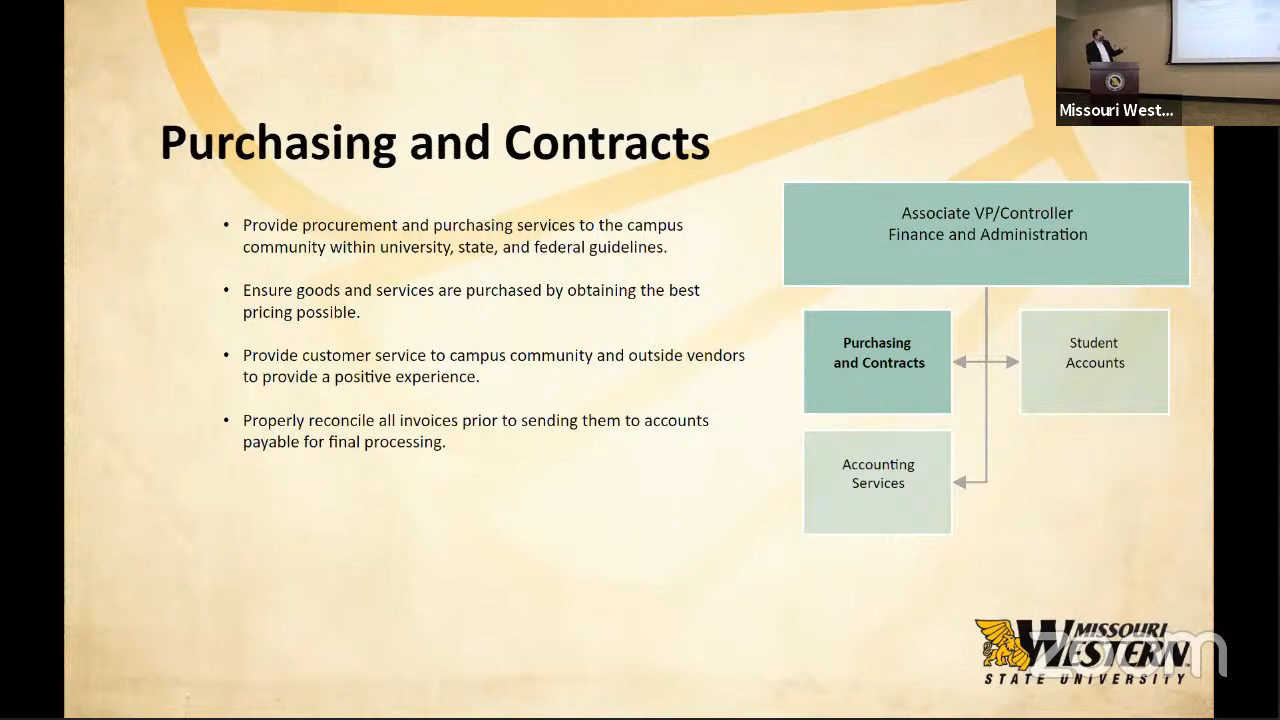 Missouri West...
Purchasing and Contracts
• Provide procurement and purchasing services to the campus
community within university, state, and federal guidelines.
• Ensure goods and services are purchased by obtaining the best
pricing possible.
• Provide customer service to campus community and outside vendors
to provide a positive experience.
• Properly reconcile all invoices prior to sending them to accounts
payable for final processing.
Associate VP/Controller
Finance and Administration
Purchasing
and Contracts
Student
Accounts
Accounting
Services
MISSOURI
WESTERN
STATE UNIVERSITY
zoom